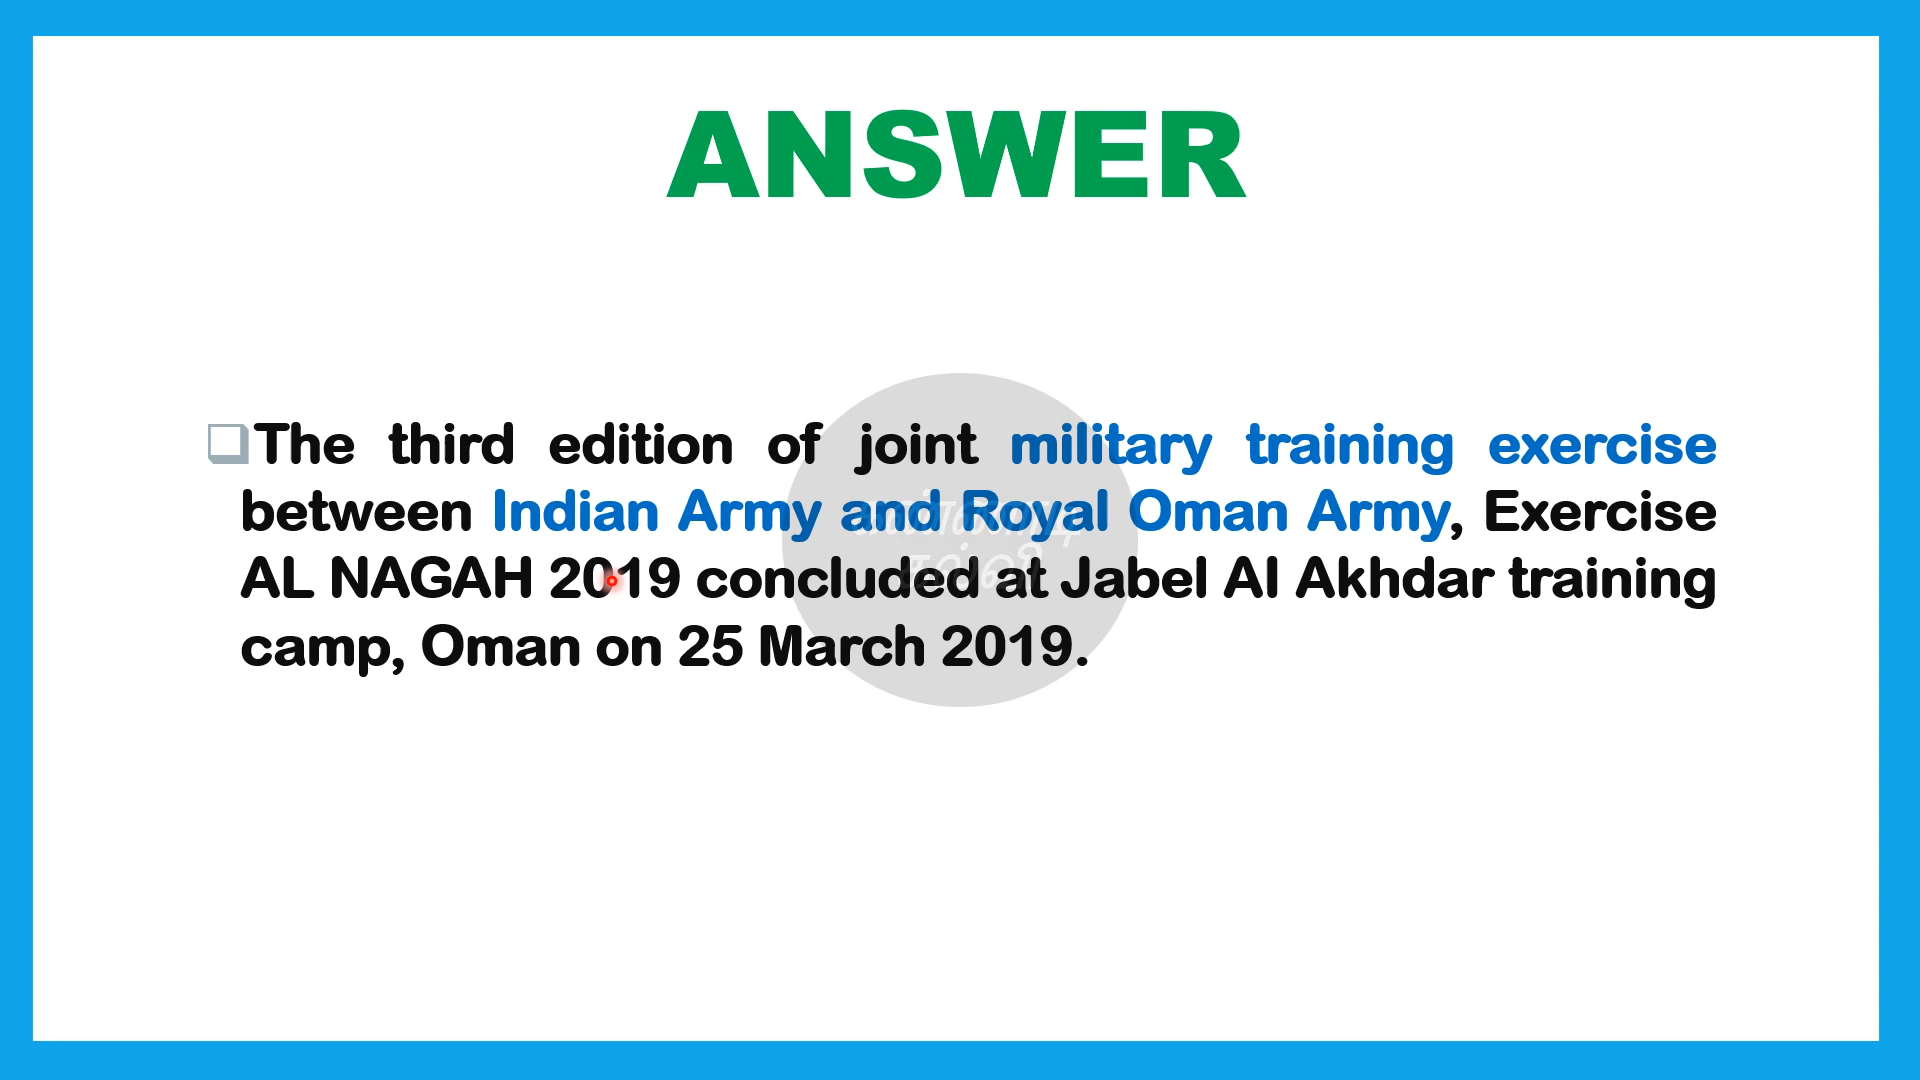 ANSWER
The third edition of joint military training exercise
between Indian Army and Royal Oman Army, Exercise
AL NAGAH 2019 concluded at Jabel Al Akhdar training
camp, Oman on 25 March 2019.